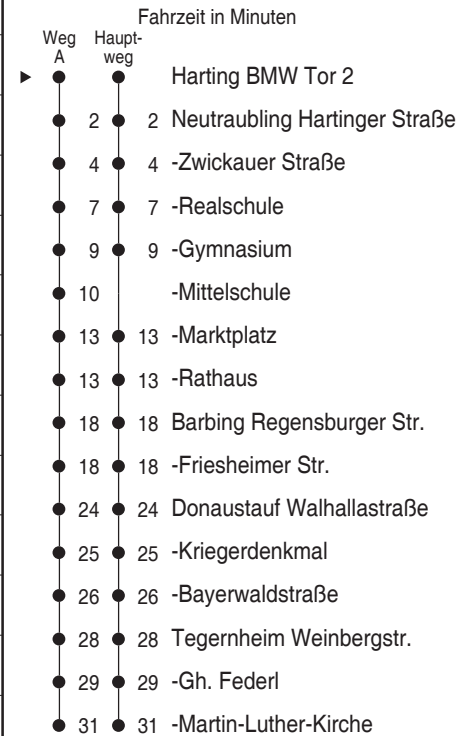 Fahrzeit in Minuten
Weg Haupt-
A weg
Harting BMW Tor 2
2 2 Neutraubling Hartinger Straße
4 4 -Zwickauer Straße
7 7 -Realschule
9 9 -Gymnasium
10 -Mittelschule
13 13 -Marktplatz
13 13 -Rathaus
18 18 Barbing Regensburger Str.
18 18 -Friesheimer Str.
24 24 Donaustauf Walhallastraße
25 25 -Kriegerdenkmal
26 26 -Bayerwaldstraße
28 28 Tegernheim Weinbergstr.
29 29 -Gh. Federl
31 31 -Martin-Luther-Kirche